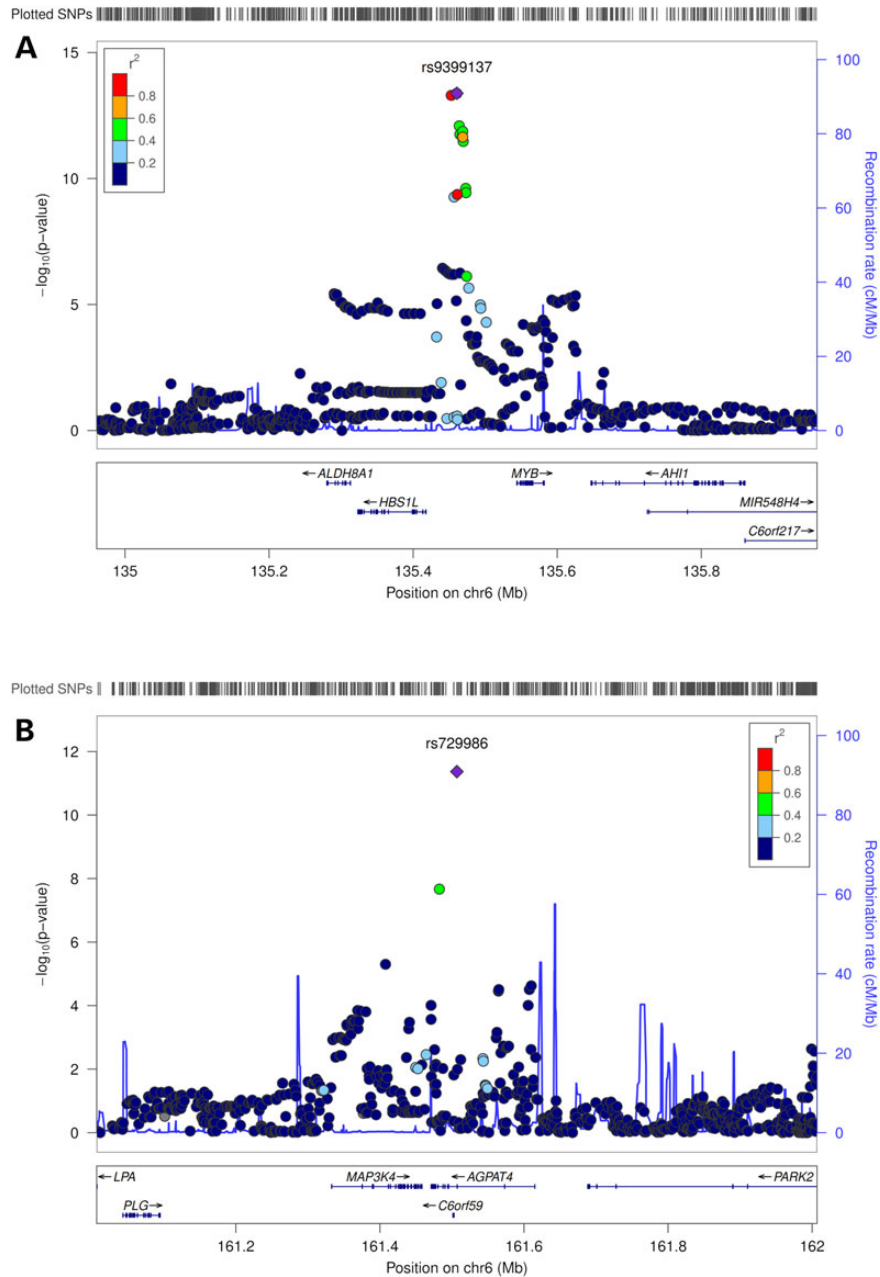 Plotted SNPs
A
15
10
5
0
−log10(p-value)
r2
0.8
0.6
0.4
0.2
rs9399137
100
80
60
40
20
0
Recombination rate (cM/Mb)
←ALDH8A1
MYB→
←AHI1
←HBS1L
MIR548H4→
C6orf217→
135
135.2
135.4
135.6
135.8
Position on chr6 (Mb)
Plotted SNPs
B
12
10
8
6
4
2
0
−log10(p-value)
rs729986
r2
0.8
0.6
0.4
0.2
100
80
60
40
20
0
Recombination rate (cM/Mb)
←LPA
MAP3K4→
←AGPAT4
←PARK2
PLG→
←C6orf59
161.2
161.4
161.6
161.8
162
Position on chr6 (Mb)